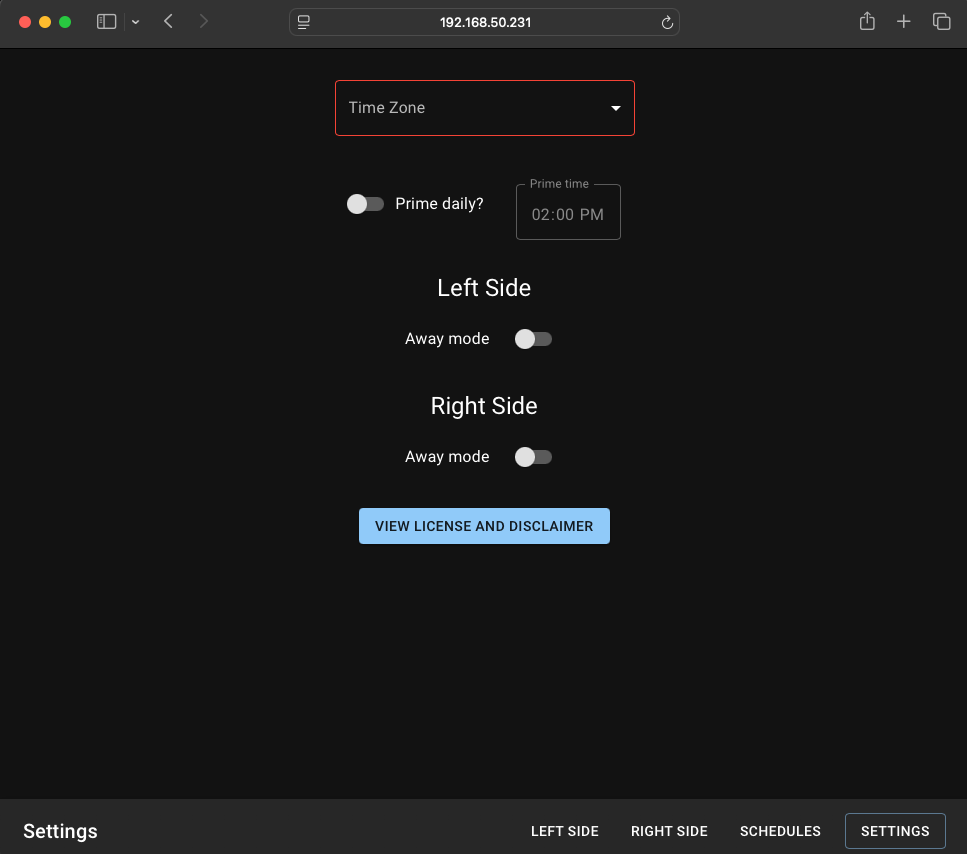 192.168.50.231
Time Zone
Prime daily?
Prime time
02:00 PM
Left Side
Away mode
Right Side
Away mode
VIEW LICENSE AND DISCLAIMER
Settings
LEFT SIDE
RIGHT SIDE
SCHEDULES
SETTINGS